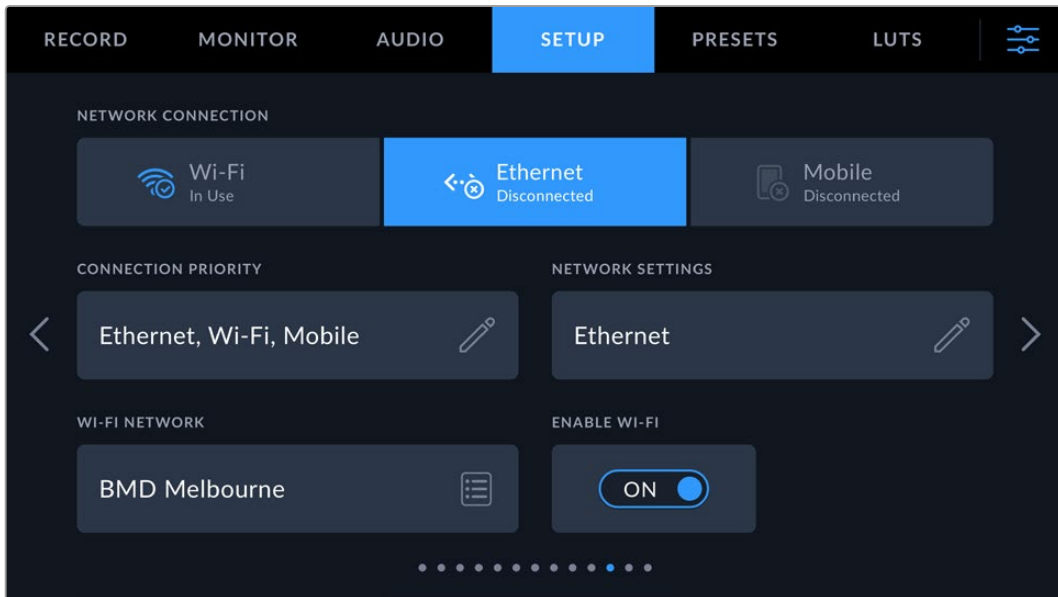 RECORD MONITOR AUDIO SETUP PRESETS LUTS
NETWORK CONNECTION
Wi-Fi
In Use
Ethernet
Disconnected
Mobile
Disconnected
CONNECTION PRIORITY
Ethernet, Wi-Fi, Mobile
NETWORK SETTINGS
Ethernet
WI-FI NETWORK
BMD Melbourne
ENABLE WI-FI
ON